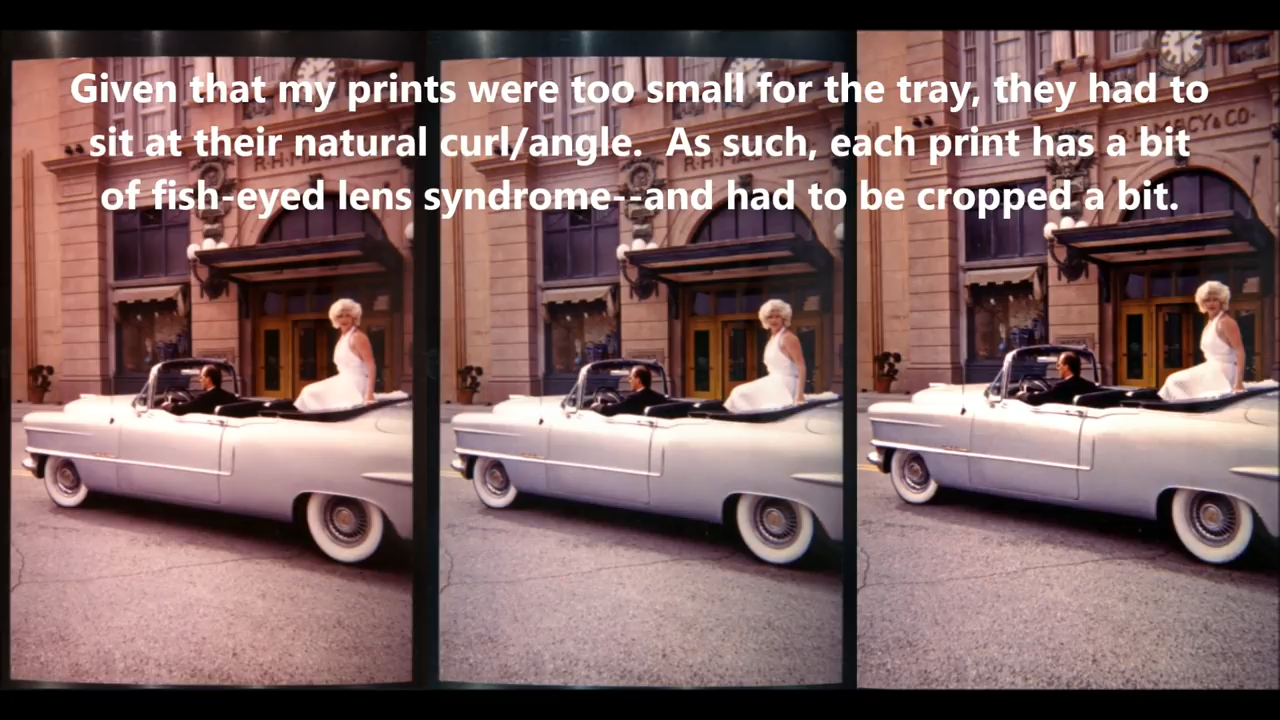 Given that my prints were too small for the tray, they had to
sit at their natural curl/angle.  As such, each print has a bit
of fish-eyed lens syndrome--and had to be cropped a bit.